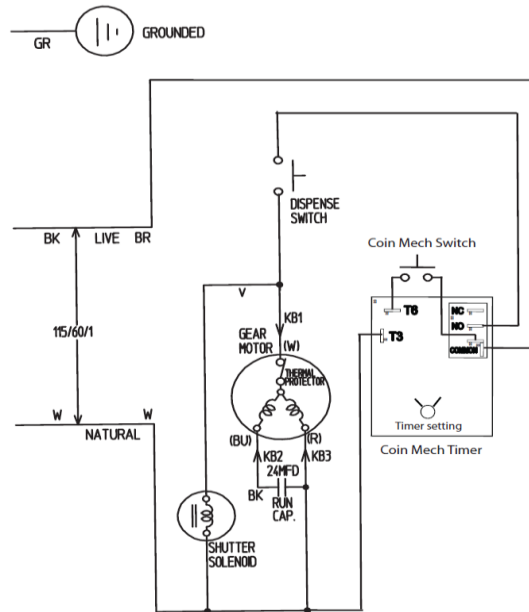 GROUNDED
GR
DISPENSE
SWITCH
BK LIVE BR
Coin Mech Switch
V
KB1
T6
NC
NO
115/60/1
GEAR
MOTOR
(W)
T3
COMMON
THERMAL
PROTECTOR
W
W
NATURAL
(BU)
(R)
Timer setting
KB2
KB3
Coin Mech Timer
24MFD
BK
RUN
CAP.
SHUTTER
SOLENOID